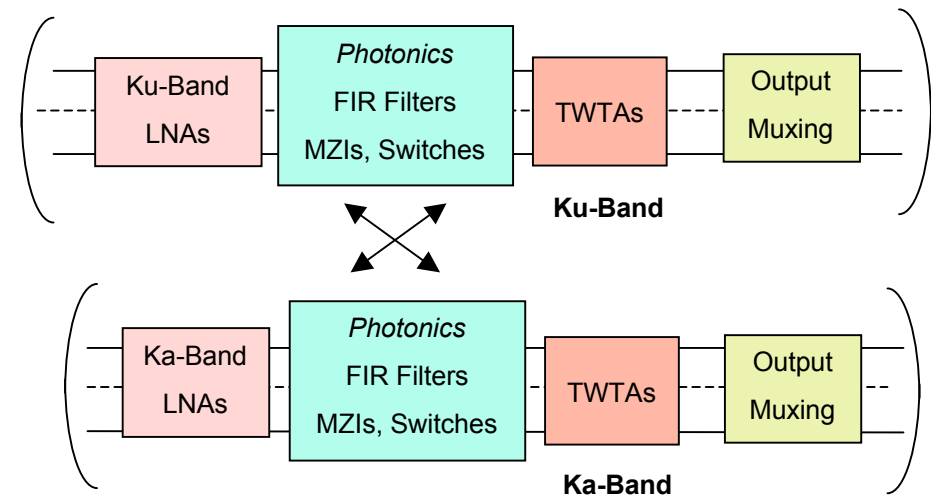 Ku-Band
LNAs
Photonics
FIR Filters
MZIs, Switches
TWTAs
Output
Muxing
Ku-Band
Ka-Band
LNAs
Photonics
FIR Filters
MZIs, Switches
TWTAs
Output
Muxing
Ka-Band